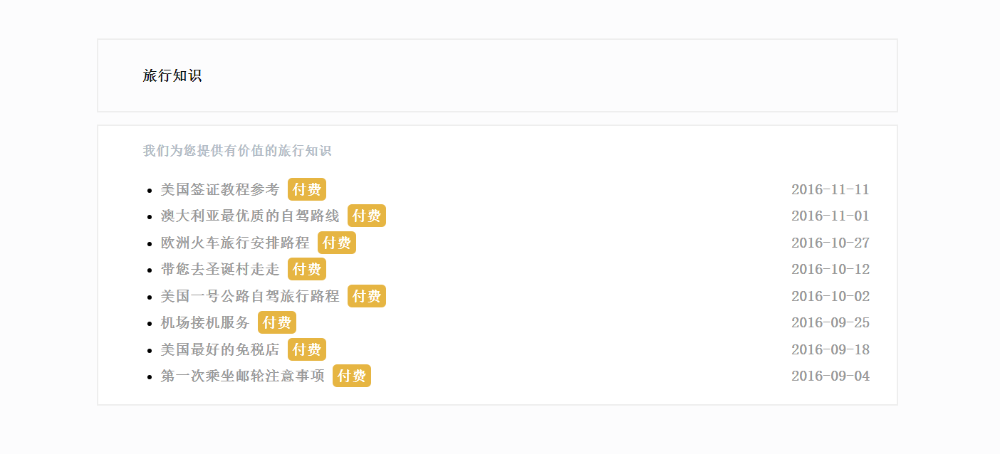 旅行知识
我们为您提供有价值的旅行知识
美国签证教程参考 付费 2016-11-11
澳大利亚最优质的自驾路线 付费 2016-11-01
欧洲火车旅行安排路程 付费 2016-10-27
带您去圣诞村走走 付费 2016-10-12
美国一号公路自驾旅行路程 付费 2016-10-02
机场接机服务 付费 2016-09-25
美国最好的免税店 付费 2016-09-18
第一次乘坐邮轮注意事项 付费 2016-09-04